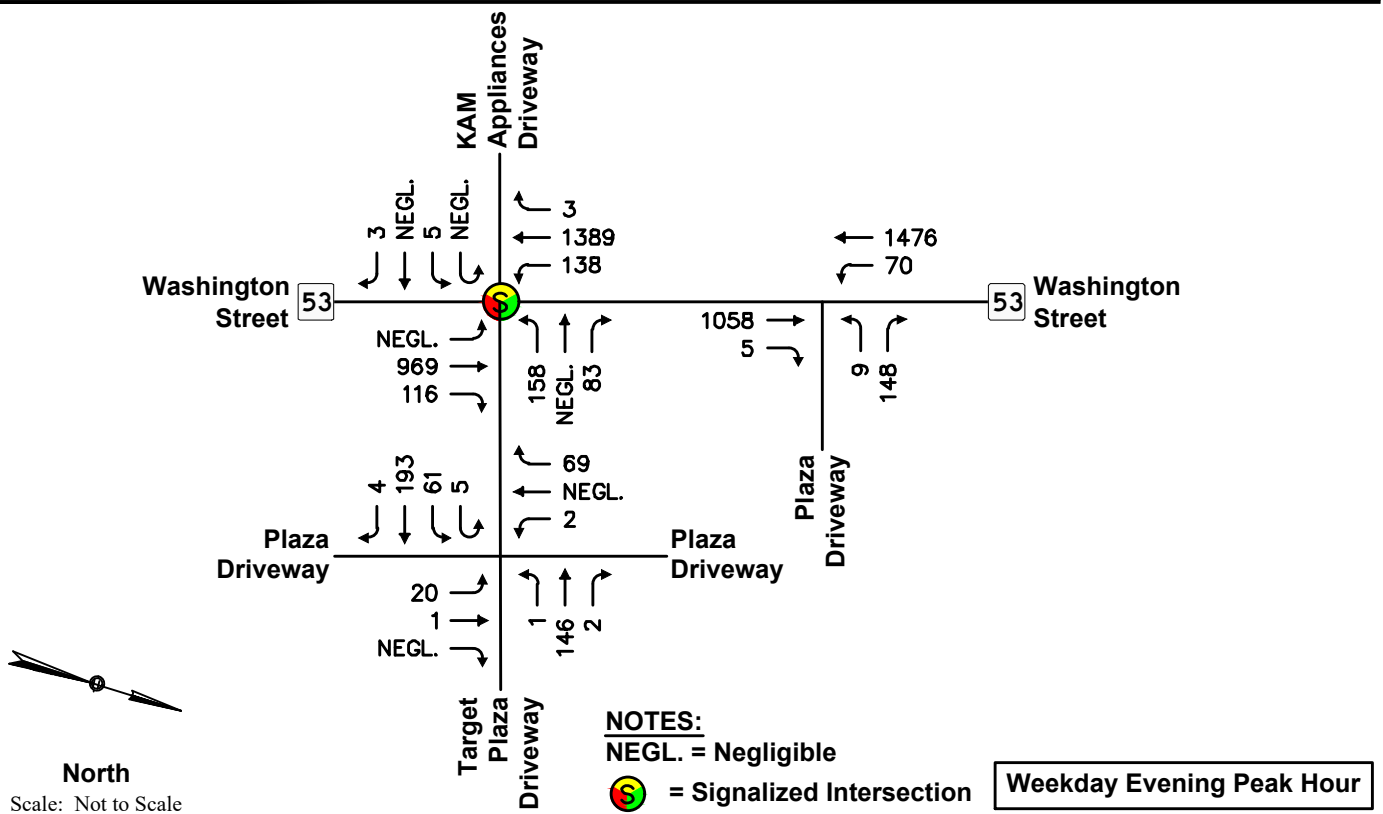 KAM
Appliances
Driveway
3
NEGL.
5
NEGL.
3
1389
138
1476
70
Washington
Street
53
S
53
Washington
Street
NEGL.
969
116
158
NEGL.
83
1058
5
9
148
4
193
61
5
69
NEGL.
2
Plaza
Driveway
Plaza
Driveway
Plaza
Driveway
20
1
NEGL.
1
146
2
Target
Plaza
Driveway
North
Scale: Not to Scale
NOTES:
NEGL. = Negligible
S = Signalized Intersection
Weekday Evening Peak Hour